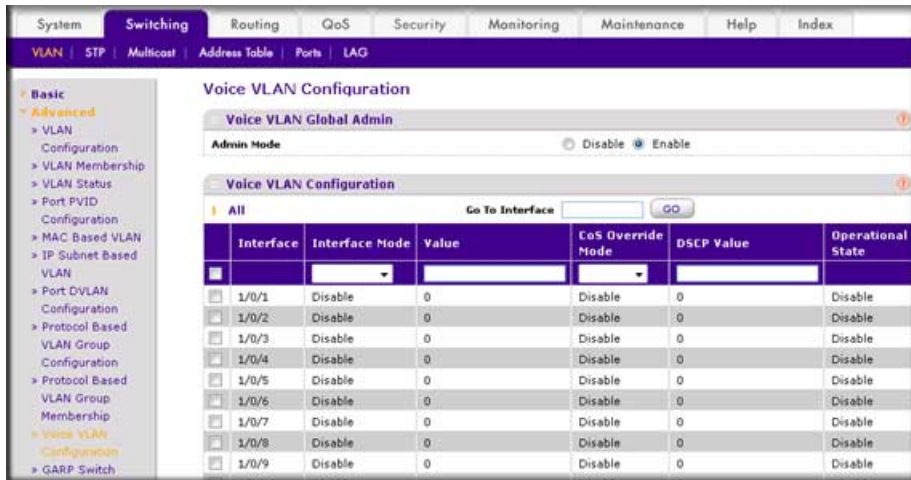 System Switching Routing QoS Security Monitoring Maintenance Help Index
VLAN | STP | Multicast | Address Table | Ports | LAG
Basic
Advanced
» VLAN
Configuration
» VLAN Membership
» VLAN Status
» Port PVID
Configuration
» MAC Based VLAN
» IP Subnet Based
VLAN
» Port DVLAN
Configuration
» Protocol Based
VLAN Group
Configuration
» Protocol Based
VLAN Group
Membership
» Voice VLAN
Configuration
» GARP Switch
Voice VLAN Configuration
Voice VLAN Global Admin
Admin Mode Disable Enable
Voice VLAN Configuration
All Go To Interface GO
Interface Interface Mode Value CoS Override Mode DSCP Value Operational State
1/0/1 Disable 0 Disable 0 Disable
1/0/2 Disable 0 Disable 0 Disable
1/0/3 Disable 0 Disable 0 Disable
1/0/4 Disable 0 Disable 0 Disable
1/0/5 Disable 0 Disable 0 Disable
1/0/6 Disable 0 Disable 0 Disable
1/0/7 Disable 0 Disable 0 Disable
1/0/8 Disable 0 Disable 0 Disable
1/0/9 Disable 0 Disable 0 Disable